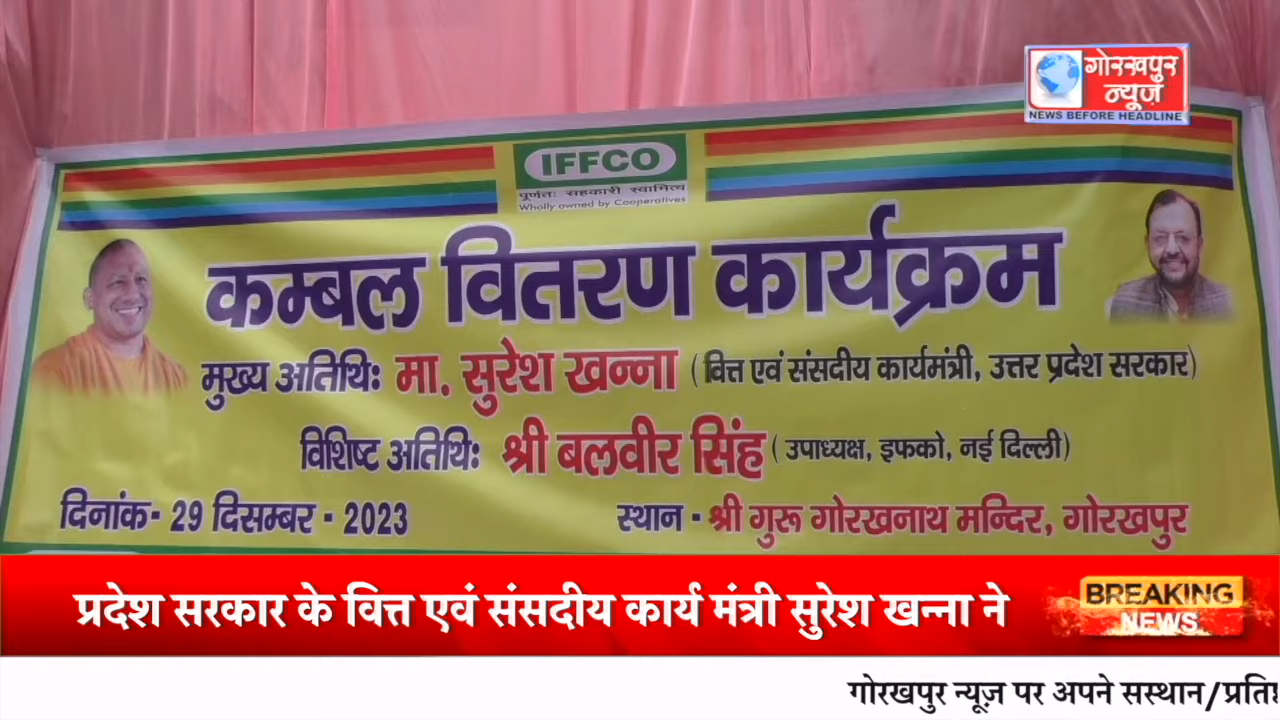 गोरखपुर
न्यूज़
NEWS BEFORE HEADLINE
IFFCO
पूर्णतः सहकारी स्वामित्व
Wholly owned by Cooperatives
कम्बल वितरण कार्यक्रम
मुख्य अतिथिः मा. सुरेश खन्ना (वित्त एवं संसदीय कार्यमंत्री, उत्तर प्रदेश सरकार)
विशिष्ट अतिथिः श्री बलवीर सिंह (उपाध्यक्ष, इफको, नई दिल्ली)
दिनांक- 29 दिसम्बर - 2023 स्थान - श्री गुरू गोरखनाथ मन्दिर, गोरखपुर
प्रदेश सरकार के वित्त एवं संसदीय कार्य मंत्री सुरेश खन्ना ने
BREAKING
NEWS
गोरखपुर न्यूज़ पर अपने सस्थान/